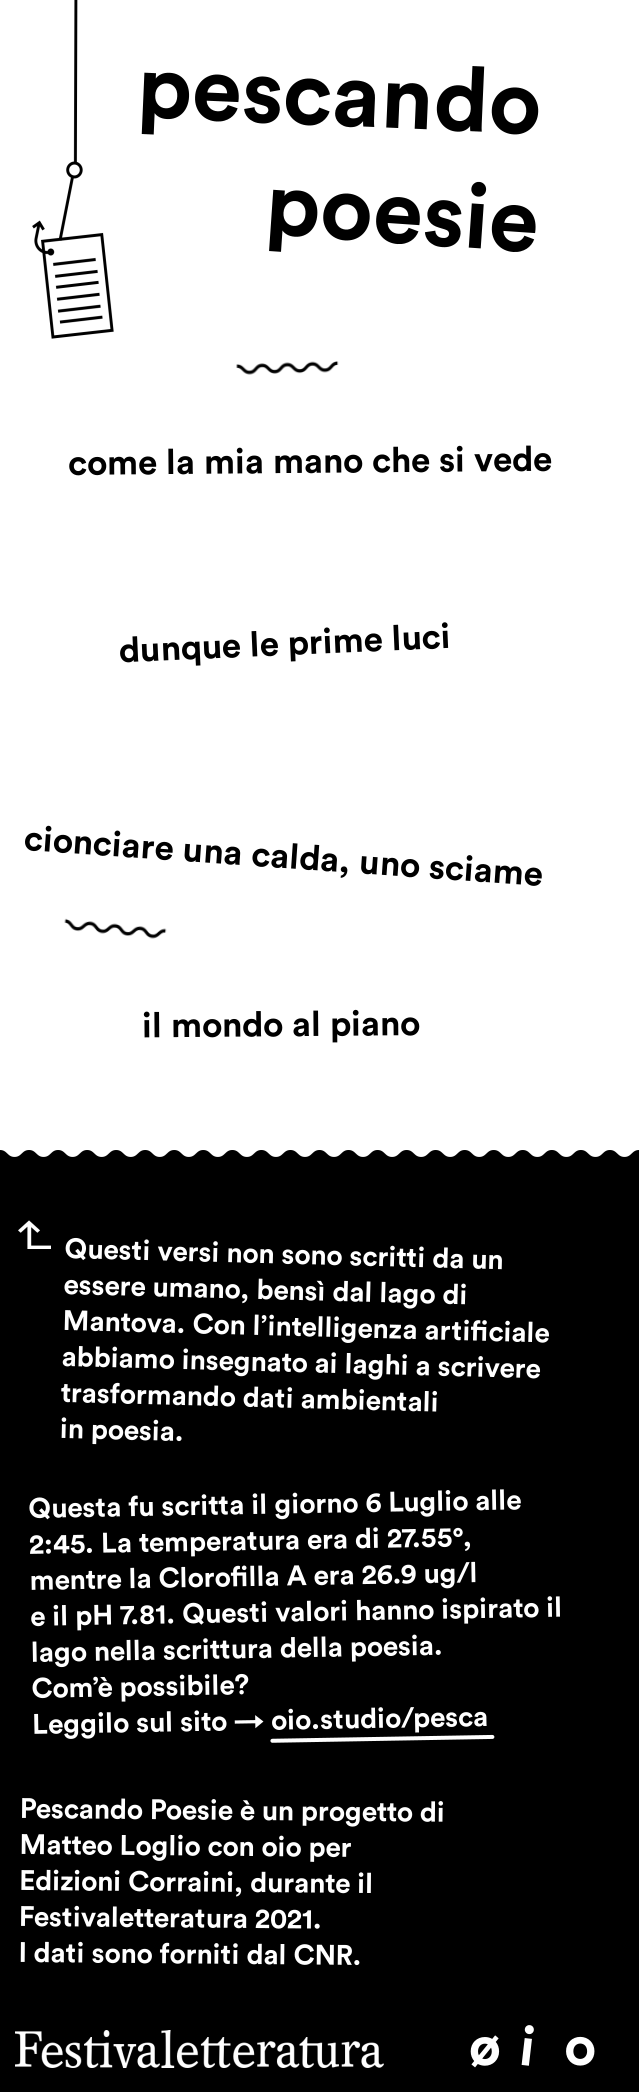 pescando
poesie
come la mia mano che si vede
dunque le prime luci
cionciare una calda, uno sciame
il mondo al piano
Questi versi non sono scritti da un
essere umano, bensì dal lago di
Mantova. Con l’intelligenza artificiale
abbiamo insegnato ai laghi a scrivere
trasformando dati ambientali
in poesia.
Questa fu scritta il giorno 6 Luglio alle
2:45. La temperatura era di 27.55°,
mentre la Clorofilla A era 26.9 ug/l
e il pH 7.81. Questi valori hanno ispirato il
lago nella scrittura della poesia.
Com’è possibile?
Leggilo sul sito → oio.studio/pesca
Pescando Poesie è un progetto di
Matteo Loglio con oio per
Edizioni Corraini, durante il
Festivaletteratura 2021.
I dati sono forniti dal CNR.
Festivaletteratura ø i o